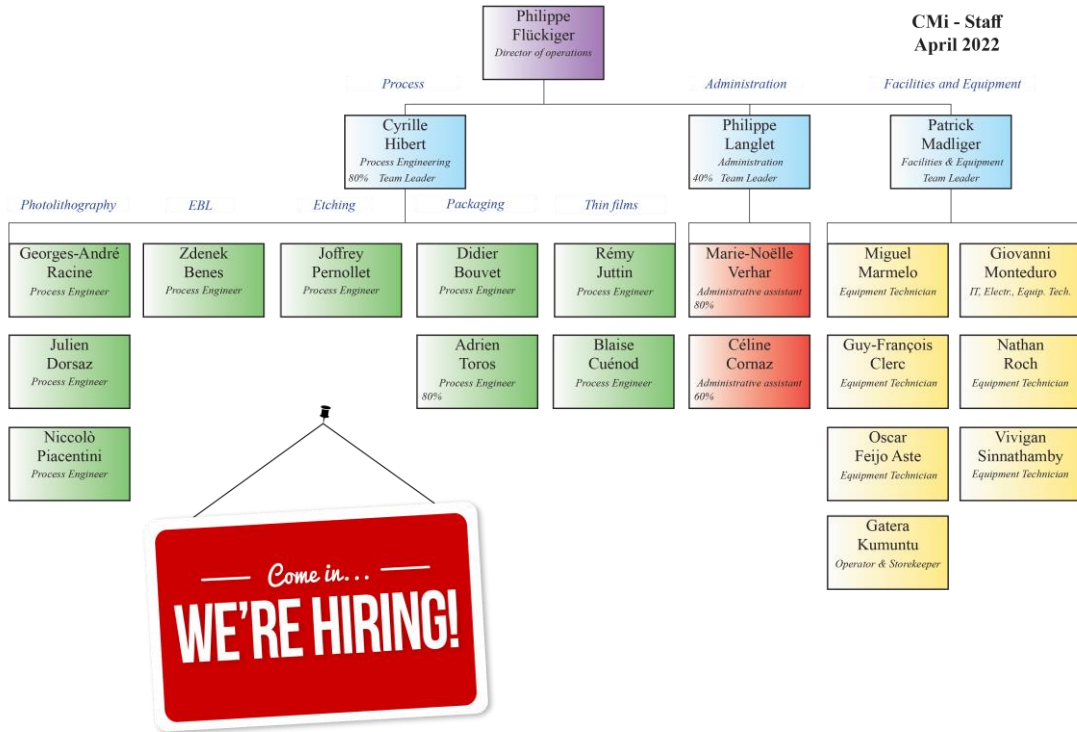 Philippe
Flückiger
Director of operations
CMi - Staff
April 2022
Process
Administration
Facilities and Equipment
Cyrille
Hibert
Process Engineering
80% Team Leader
Philippe
Langlet
Administration
40% Team Leader
Patrick
Madliger
Facilities & Equipment
Team Leader
Photolithography
EBL
Etching
Packaging
Thin films
Georges-André
Racine
Process Engineer
Zdenek
Benes
Process Engineer
Joffrey
Pernollet
Process Engineer
Didier
Bouvet
Process Engineer
Rémy
Juttin
Process Engineer
Marie-Noëlle
Verhar
Administrative assistant
80%
Miguel
Marmelo
Equipment Technician
Giovanni
Monteduro
IT, Electr., Equip. Tech.
Julien
Dorsaz
Process Engineer
Adrien
Toros
Process Engineer
80%
Blaise
Cuénod
Process Engineer
Céline
Cornaz
Administrative assistant
60%
Guy-François
Clerc
Equipment Technician
Nathan
Roch
Equipment Technician
Niccolò
Piacentini
Process Engineer
Oscar
Feijo Aste
Equipment Technician
Vivigan
Sinnathamby
Equipment Technician
Gatera
Kumuntu
Operator & Storekeeper
Come in...
WE'RE HIRING!